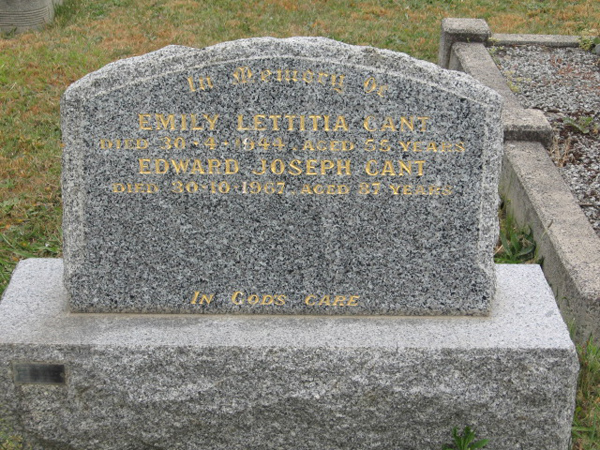 In Memory Of
EMILY LETTITIA CANT
DIED 30-4-1944, AGED 55 YEARS
EDWARD JOSEPH CANT
DIED 30-10-1967, AGED 87 YEARS
IN GODS CARE